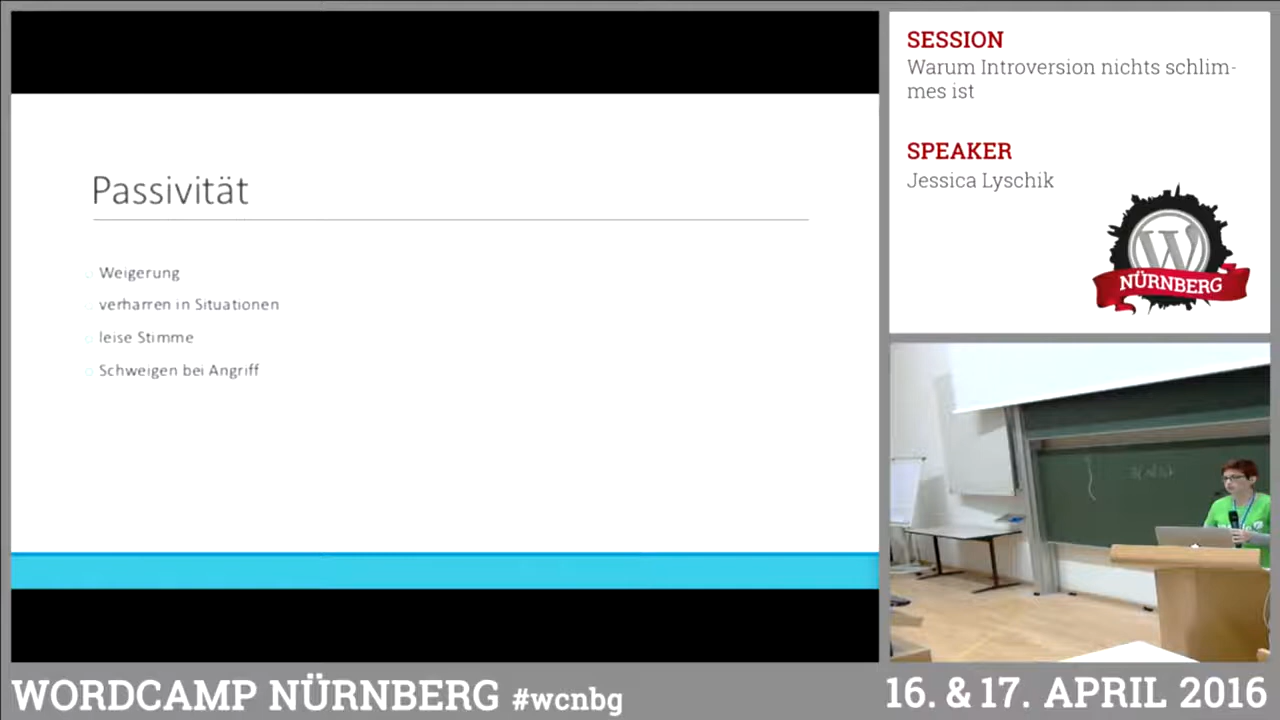 Passivität
Weigerung
verharren in Situationen
leise Stimme
Schweigen bei Angriff
SESSION
Warum Introversion nichts schlim-
mes ist
SPEAKER
Jessica Lyschik
W
NÜRNBERG
WORDCAMP NÜRNBERG #wcnbg
16. & 17. APRIL 2016